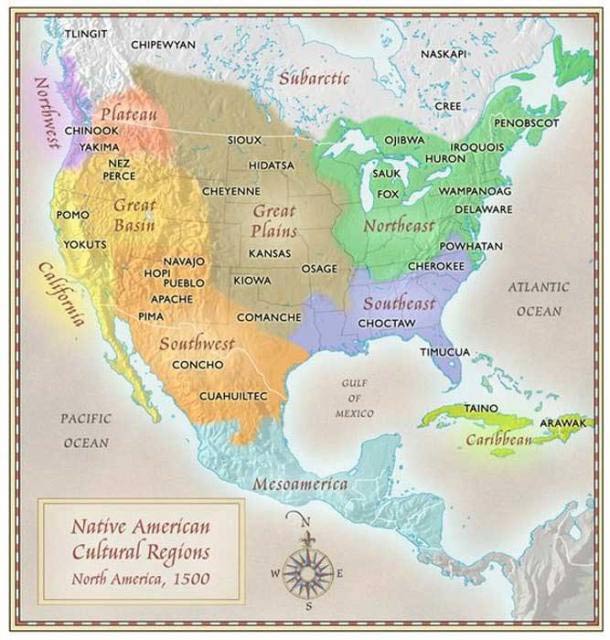 TLINGIT
CHIPEWYAN
NASKAPI
Subarctic
Northwest
Plateau
CREE
PENOBSCOT
CHINOOK
YAKIMA
SIOUX
OJIBWA
IROQUOIS
HURON
NEZ
PERCE
HIDATSA
SAUK
FOX
CHEYENNE
WAMPANOAG
DELAWARE
Great
Basin
Great
Plains
Northeast
POMO
YOKUTS
POWHATAN
NAVAJO
KANSAS
CHEROKEE
HOPI
PUEBLO
OSAGE
KIOWA
California
APACHE
PIMA
COMANCHE
Southeast
CHOCTAW
ATLANTIC
OCEAN
Southwest
CONCHO
TIMUCUA
CUAHUILTEC
GULF
OF
MEXICO
TAINO
ARAWAK
Caribbean
PACIFIC
OCEAN
Mesoamerica
Native American
Cultural Regions
North America, 1500
N
W
E
S